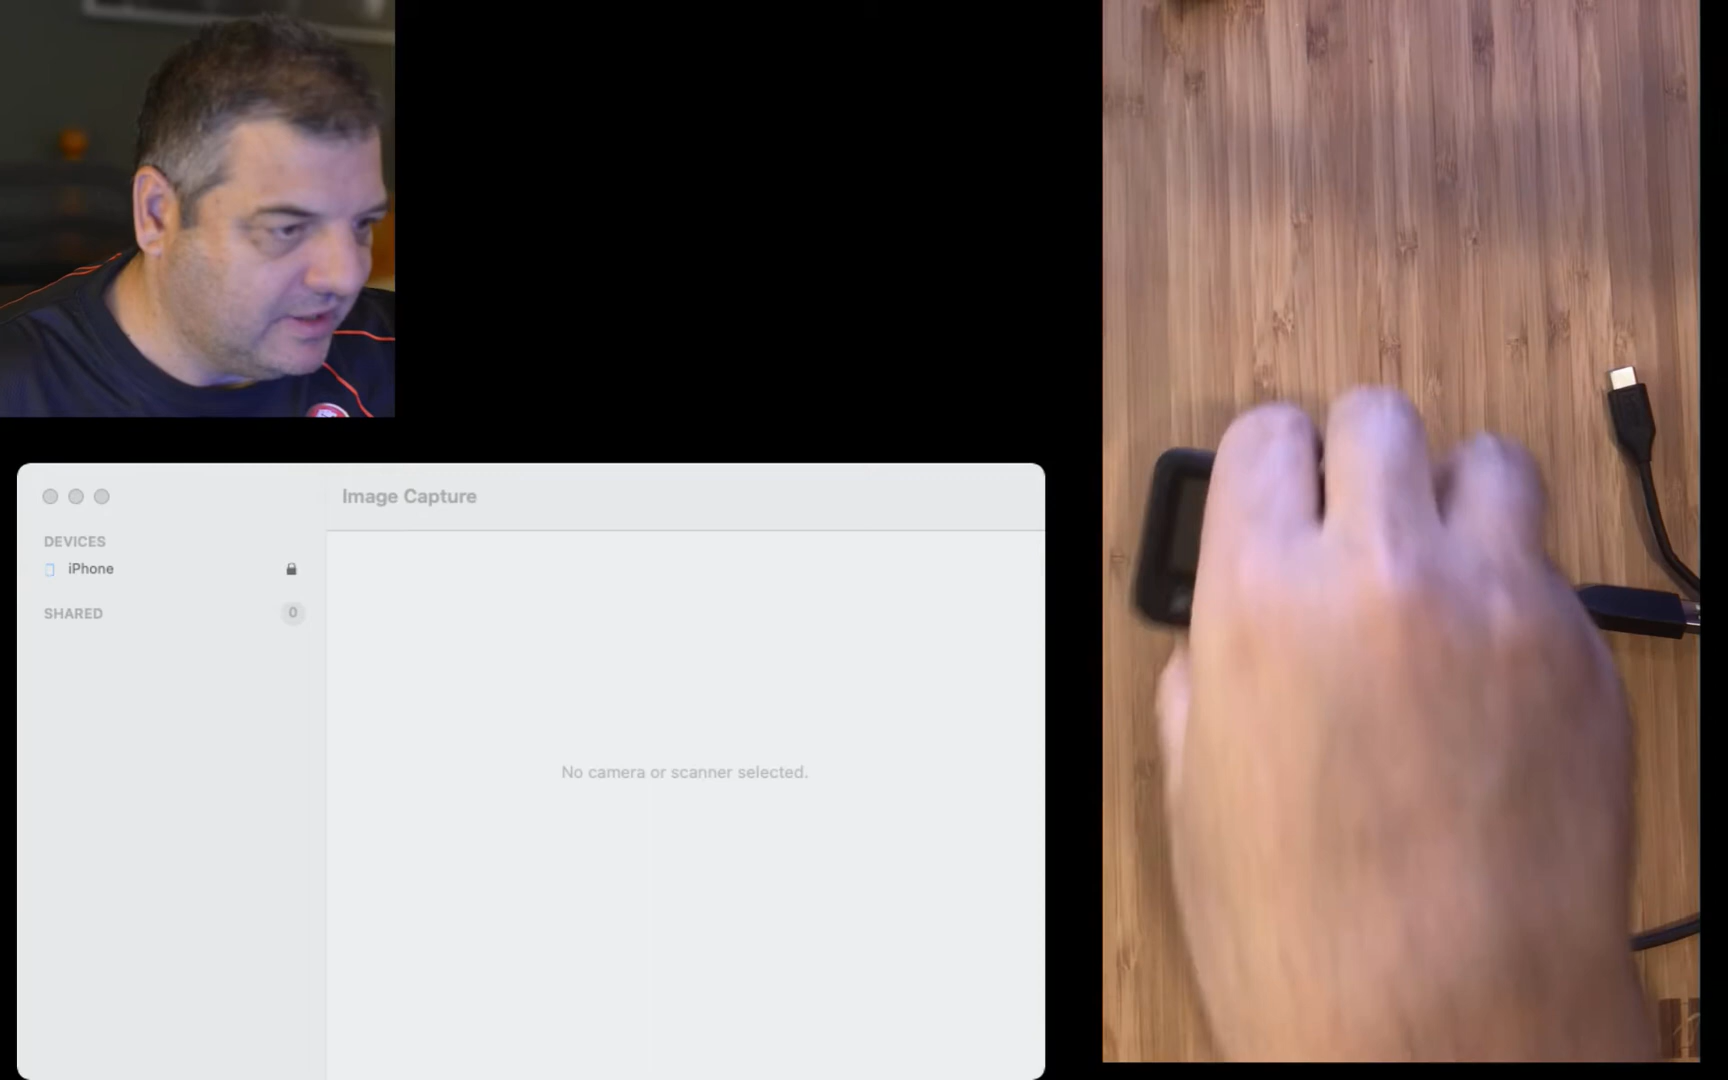 Image Capture
DEVICES
iPhone
SHARED
0
No camera or scanner selected.